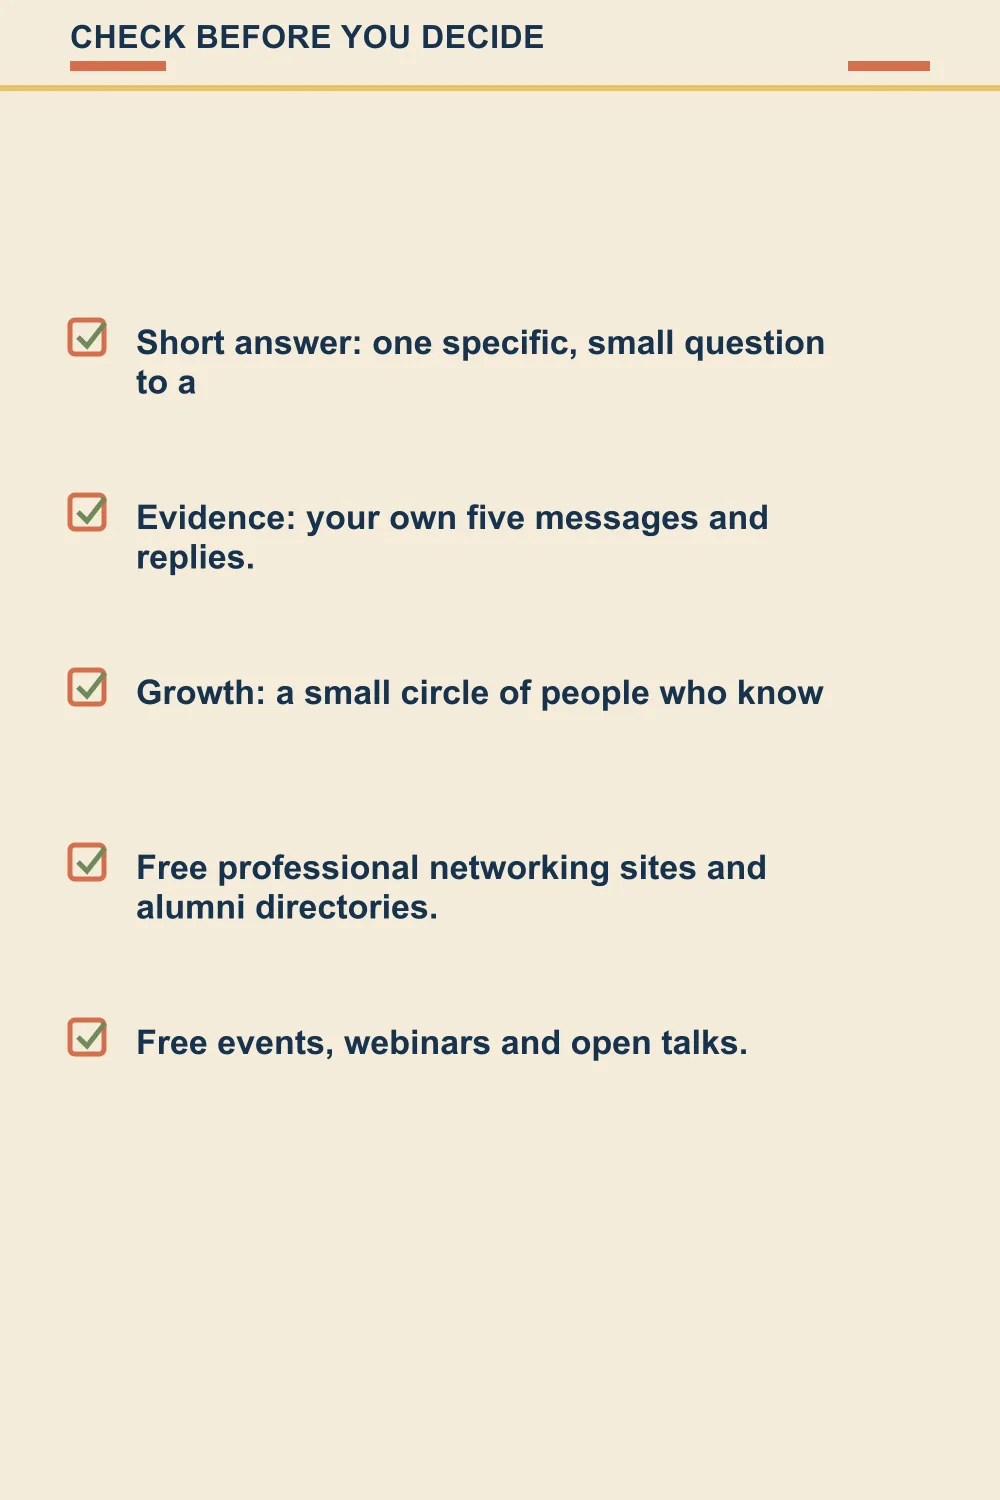 CHECK BEFORE YOU DECIDE
Short answer: one specific, small question
to a
Evidence: your own five messages and
replies.
Growth: a small circle of people who know
Free professional networking sites and
alumni directories.
Free events, webinars and open talks.